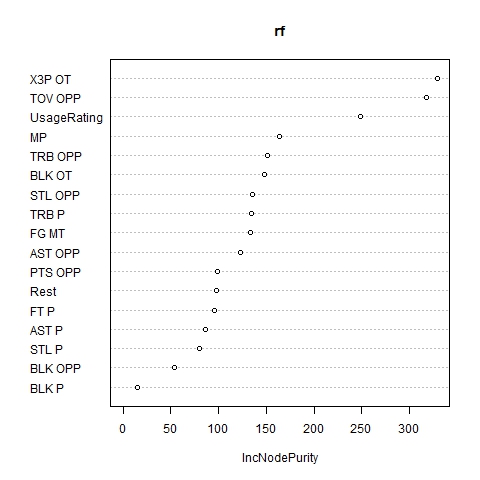 rf
X3P OT
TOV OPP
UsageRating
MP
TRB OPP
BLK OT
STL OPP
TRB P
FG MT
AST OPP
PTS OPP
Rest
FT P
AST P
STL P
BLK OPP
BLK P
0 50 100 150 200 250 300
IncNodePurity